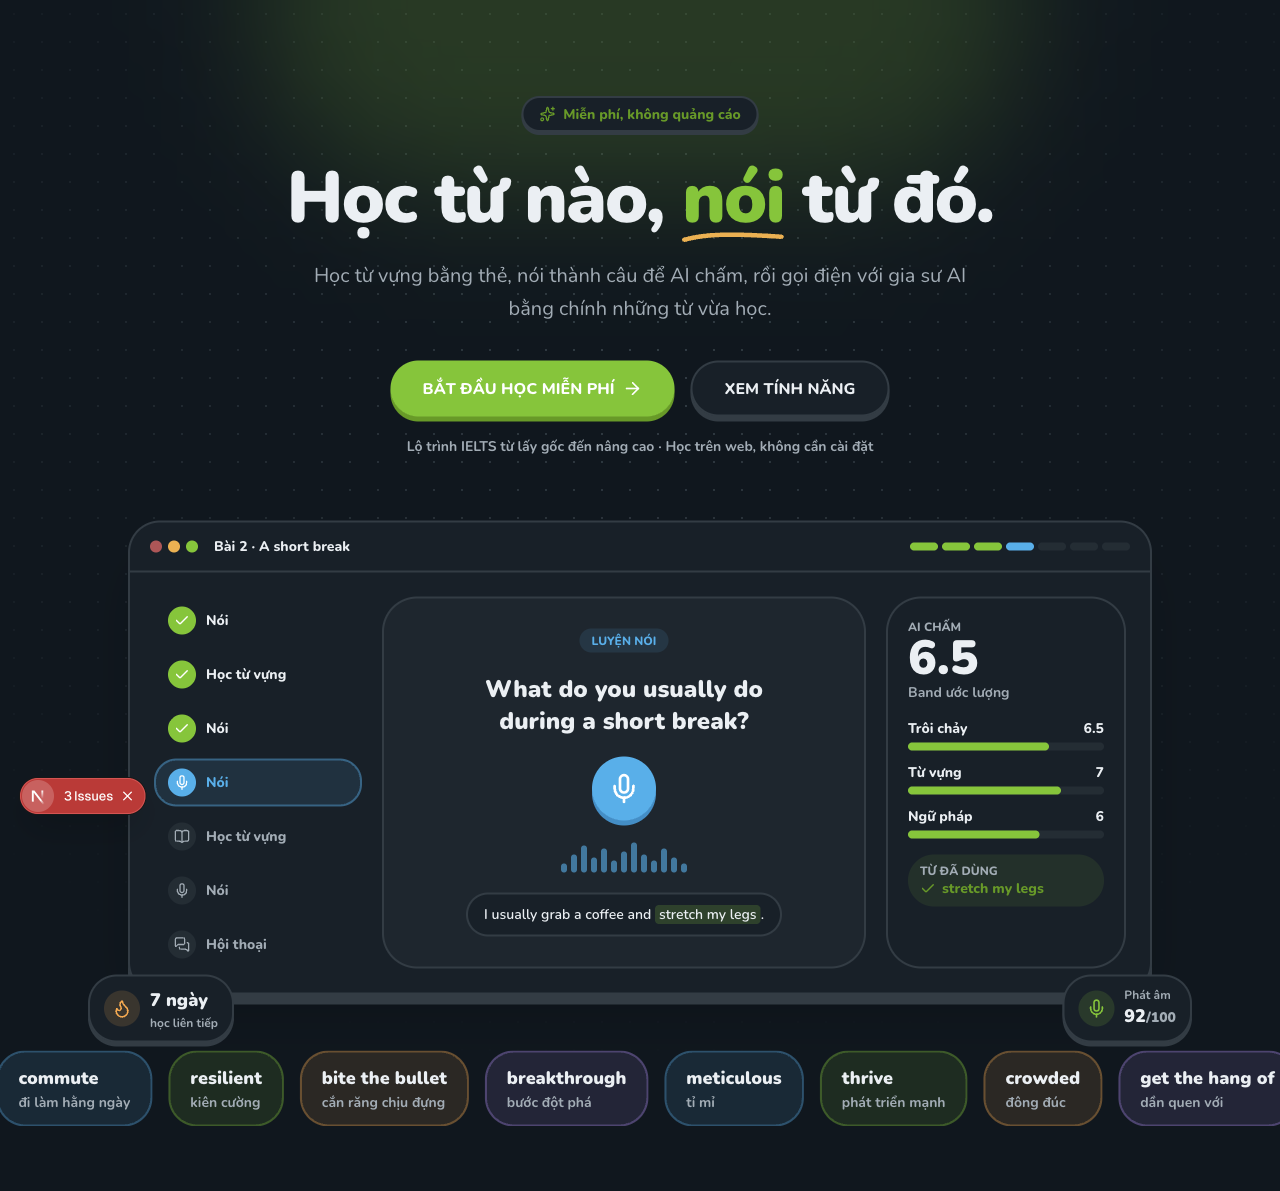 Miễn phí, không quảng cáo
Học từ nào, nói từ đó.
Học từ vựng bằng thẻ, nói thành câu để AI chấm, rồi gọi điện với gia sư AI
bằng chính những từ vừa học.
BẮT ĐẦU HỌC MIỄN PHÍ
XEM TÍNH NĂNG
Lộ trình IELTS từ lấy gốc đến nâng cao · Học trên web, không cần cài đặt
Bài 2 · A short break
Nói
Học từ vựng
Nói
Nói
Học từ vựng
Nói
Hội thoại
LUYỆN NÓI
What do you usually do
during a short break?
I usually grab a coffee and stretch my legs.
AI CHẤM
6.5
Band ước lượng
Trôi chảy 6.5
Từ vựng 7
Ngữ pháp 6
TỪ ĐÃ DÙNG
stretch my legs
N 3 Issues
7 ngày
học liên tiếp
Phát âm
92/100
commute
đi làm hằng ngày
resilient
kiên cường
bite the bullet
cắn răng chịu đựng
breakthrough
bước đột phá
meticulous
tỉ mỉ
thrive
phát triển mạnh
crowded
đông đúc
get the hang of
dần quen với